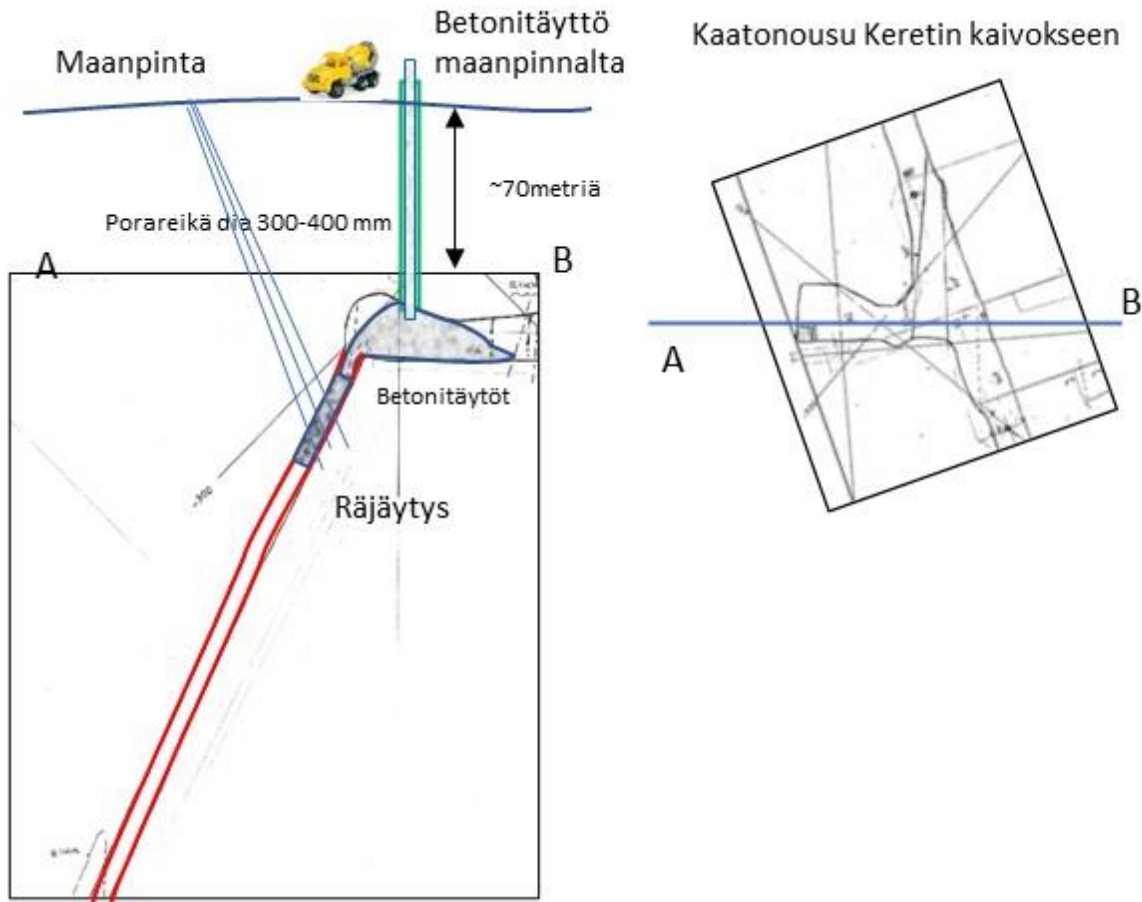 Maanpinta
Betonitäyttö
maanpinnalta
Kaatonousu Keretin kaivokseen
~70metriä
Porareikä dia 300-400 mm
A
B
Betonitäytöt
Räjäytys
A
B